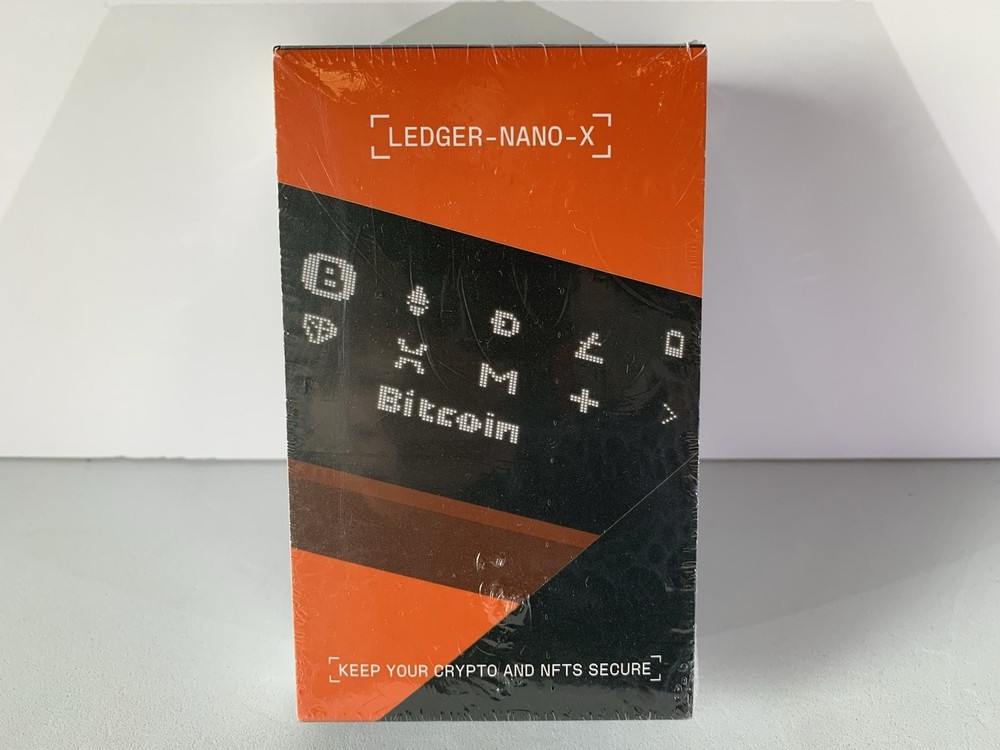 LEDGER-NANO-X
Bitcoin
KEEP YOUR CRYPTO AND NFTS SECURE